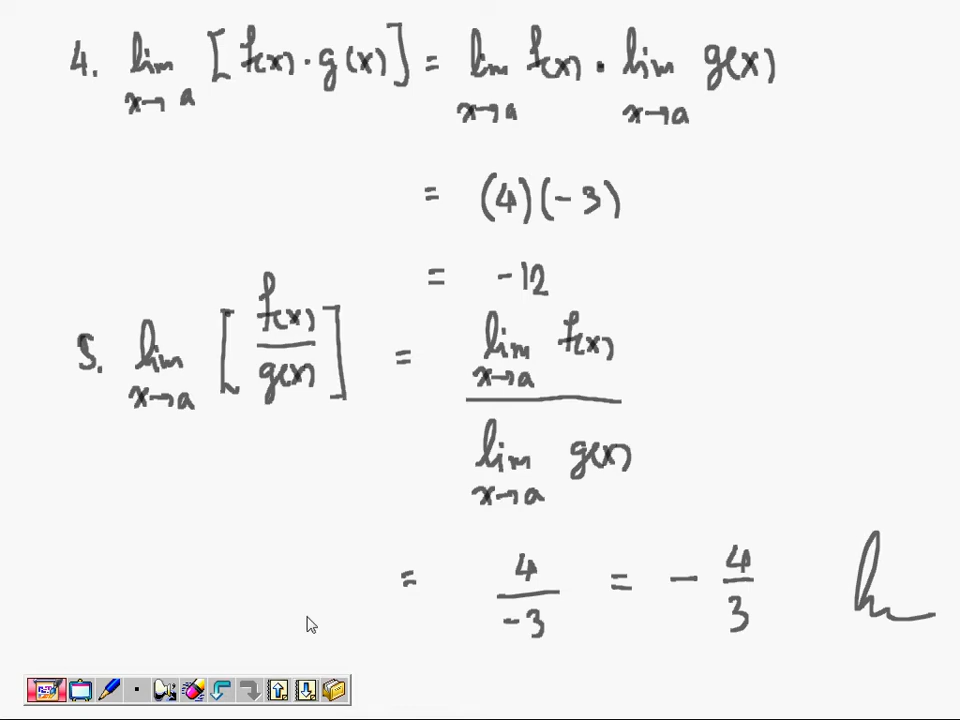 4. lim x→a [f(x) · g(x)] = lim x→a f(x) · lim x→a g(x)
= (4)(-3)
= -12
5. lim x→a [f(x)/g(x)] = lim x→a f(x) / lim x→a g(x)
= 4/-3 = - 4/3